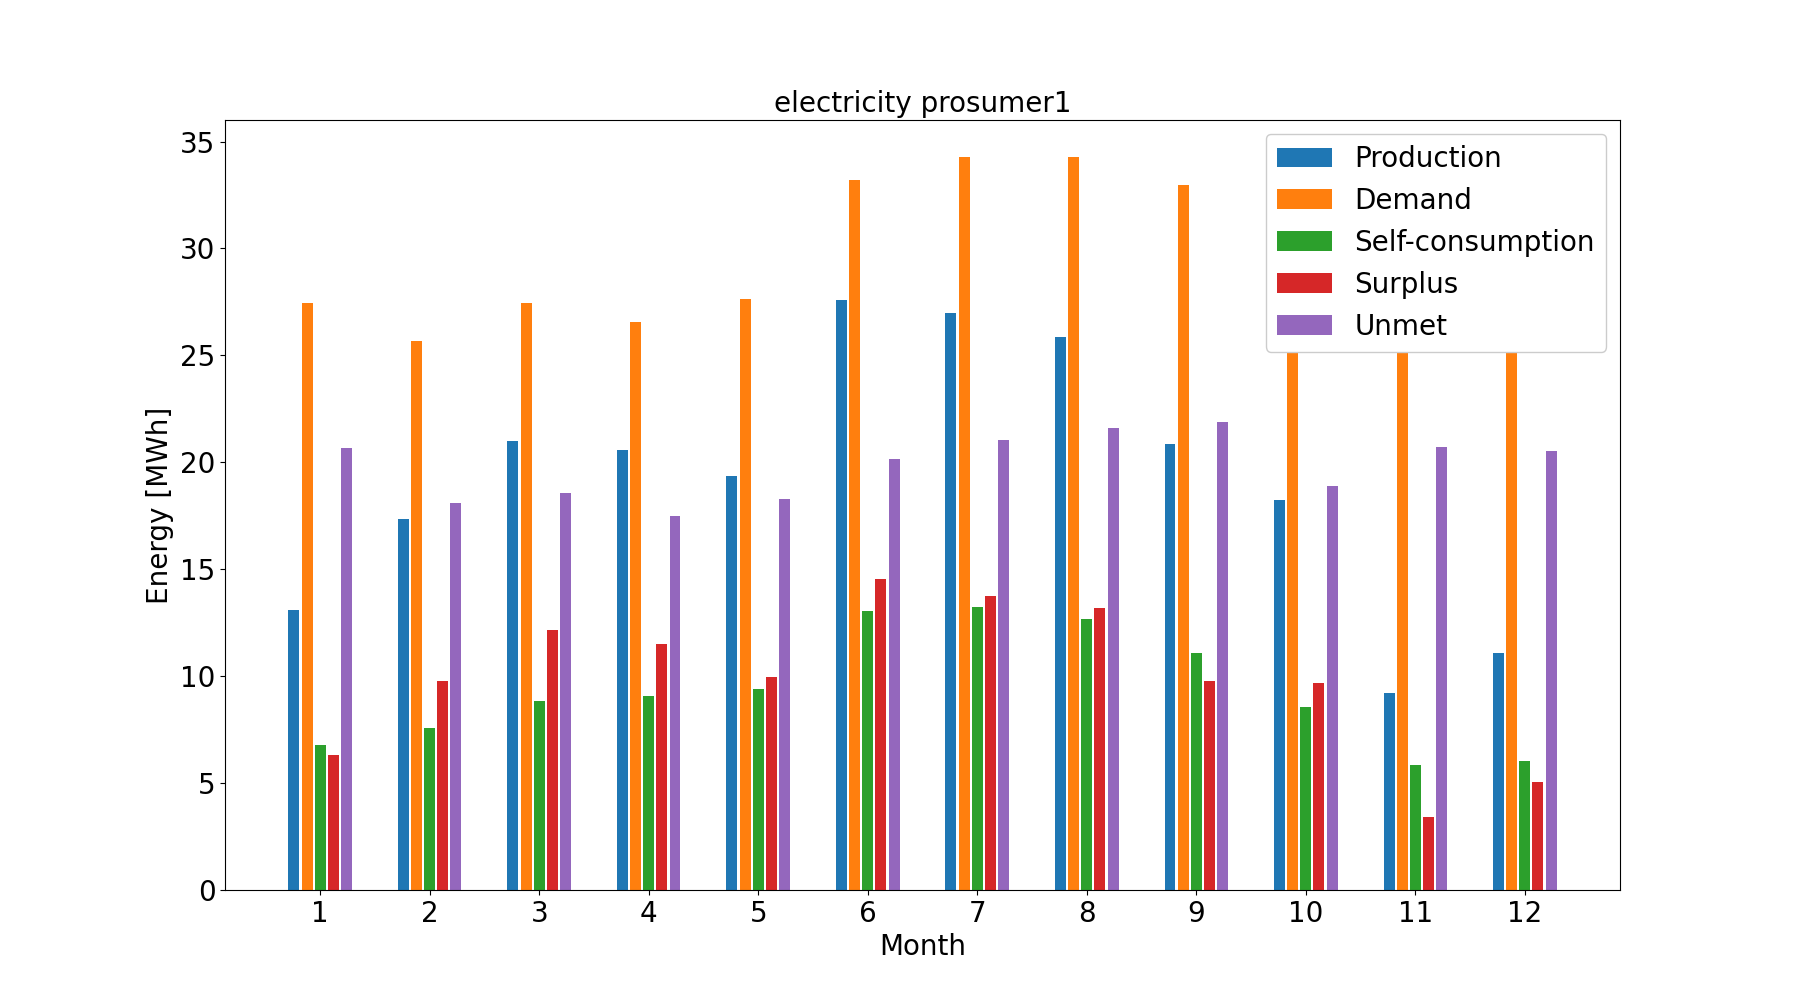 electricity prosumer1
35
30
25
20
15
10
5
0
Energy [MWh]
Production
Demand
Self-consumption
Surplus
Unmet
1 2 3 4 5 6 7 8 9 10 11 12
Month